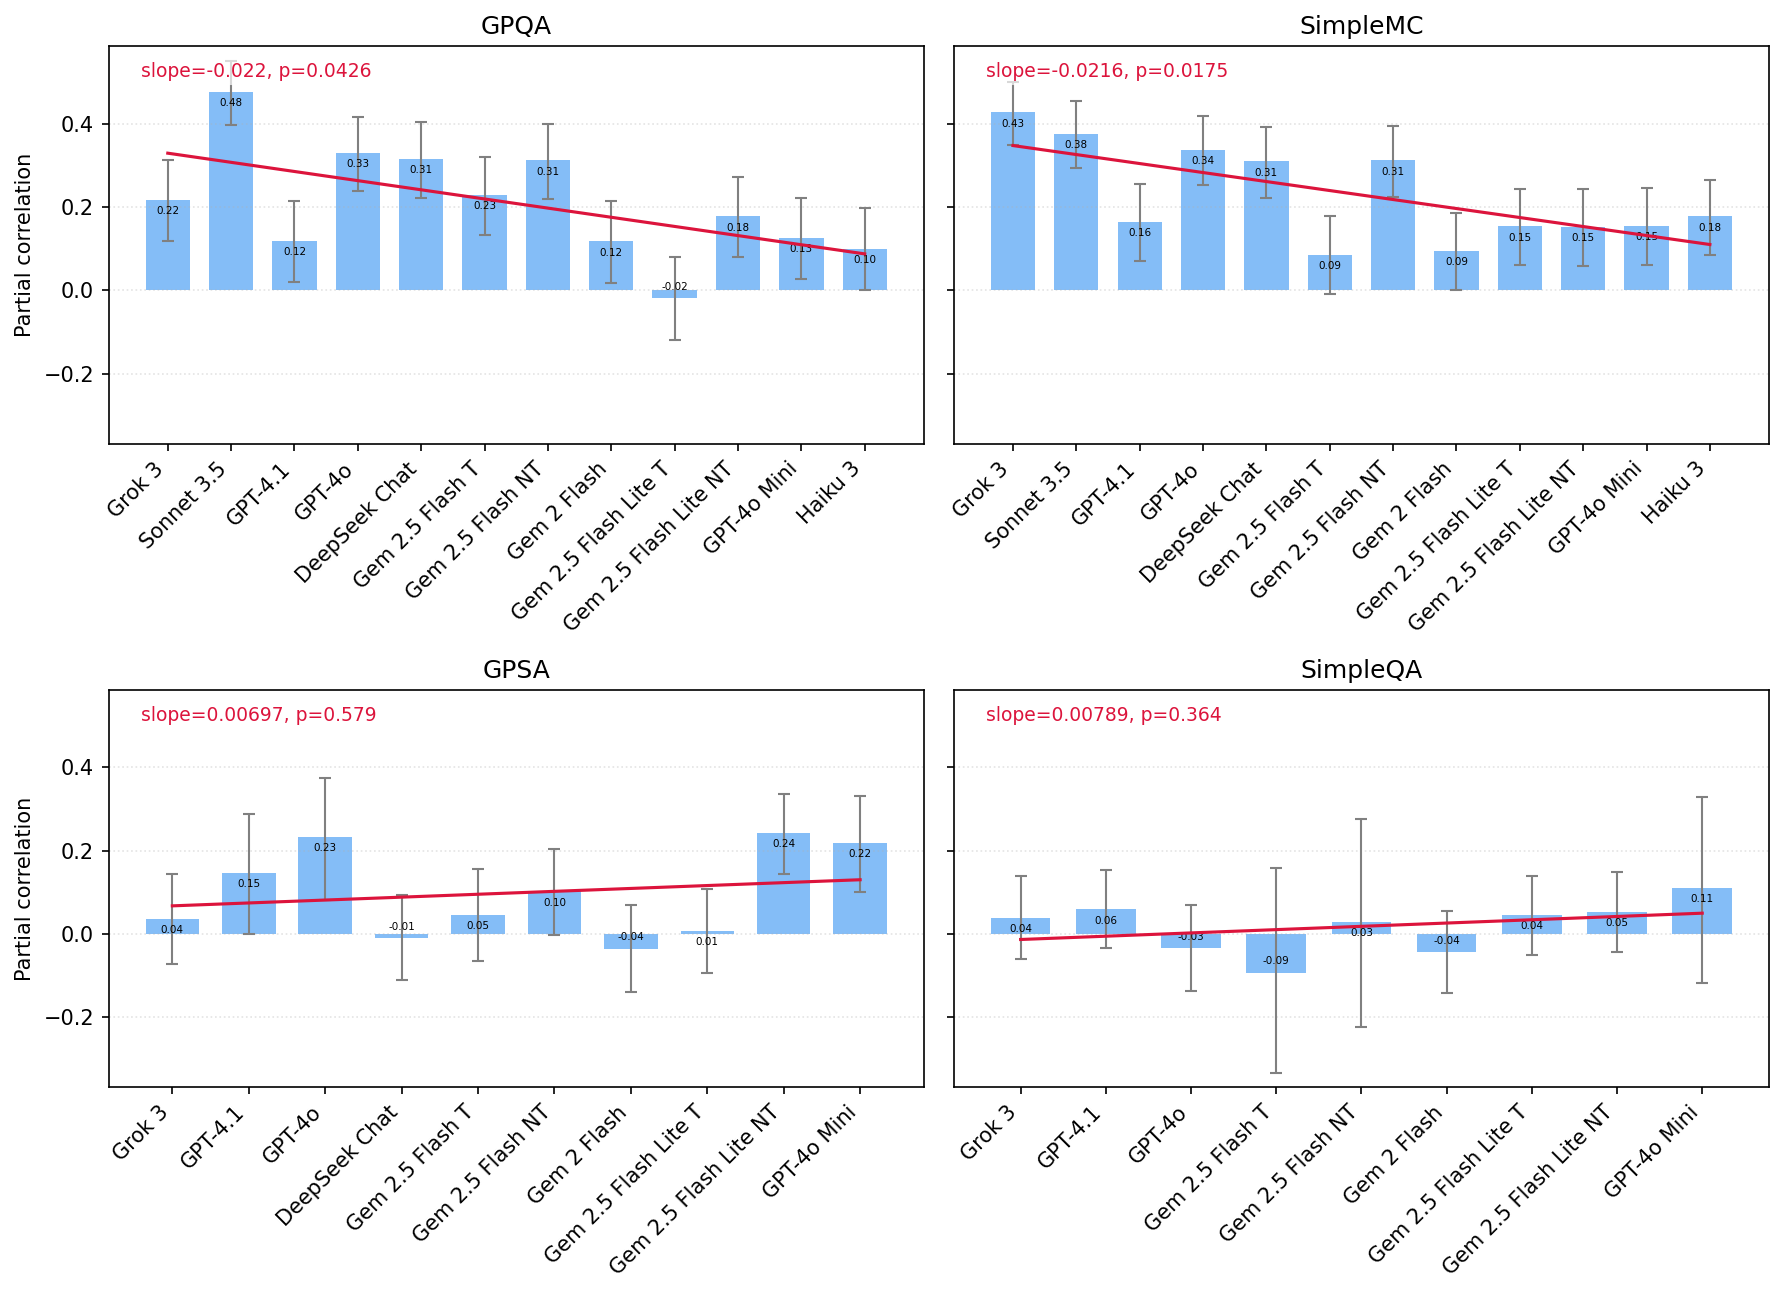 GPQA
slope=-0.022, p=0.0426
Partial correlation
0.4
0.2
0.0
−0.2
0.22
0.48
0.12
0.33
0.31
0.23
0.31
0.12
-0.02
0.18
0.13
0.10
Grok 3
Sonnet 3.5
GPT-4.1
GPT-4o
DeepSeek Chat
Gem 2.5 Flash T
Gem 2.5 Flash NT
Gem 2 Flash
Gem 2.5 Flash Lite T
Gem 2.5 Flash Lite NT
GPT-4o Mini
Haiku 3
SimpleMC
slope=-0.0216, p=0.0175
0.43
0.38
0.16
0.34
0.31
0.09
0.31
0.09
0.15
0.15
0.15
0.18
Grok 3
Sonnet 3.5
GPT-4.1
GPT-4o
DeepSeek Chat
Gem 2.5 Flash T
Gem 2.5 Flash NT
Gem 2 Flash
Gem 2.5 Flash Lite T
Gem 2.5 Flash Lite NT
GPT-4o Mini
Haiku 3
GPSA
slope=0.00697, p=0.579
Partial correlation
0.4
0.2
0.0
−0.2
0.04
0.15
0.23
-0.01
0.05
0.10
-0.04
0.01
0.24
0.22
Grok 3
GPT-4.1
GPT-4o
DeepSeek Chat
Gem 2.5 Flash T
Gem 2.5 Flash NT
Gem 2 Flash
Gem 2.5 Flash Lite T
Gem 2.5 Flash Lite NT
GPT-4o Mini
SimpleQA
slope=0.00789, p=0.364
0.04
0.06
-0.03
-0.09
0.03
-0.04
0.04
0.05
0.11
Grok 3
GPT-4.1
GPT-4o
Gem 2.5 Flash T
Gem 2.5 Flash NT
Gem 2 Flash
Gem 2.5 Flash Lite T
Gem 2.5 Flash Lite NT
GPT-4o Mini